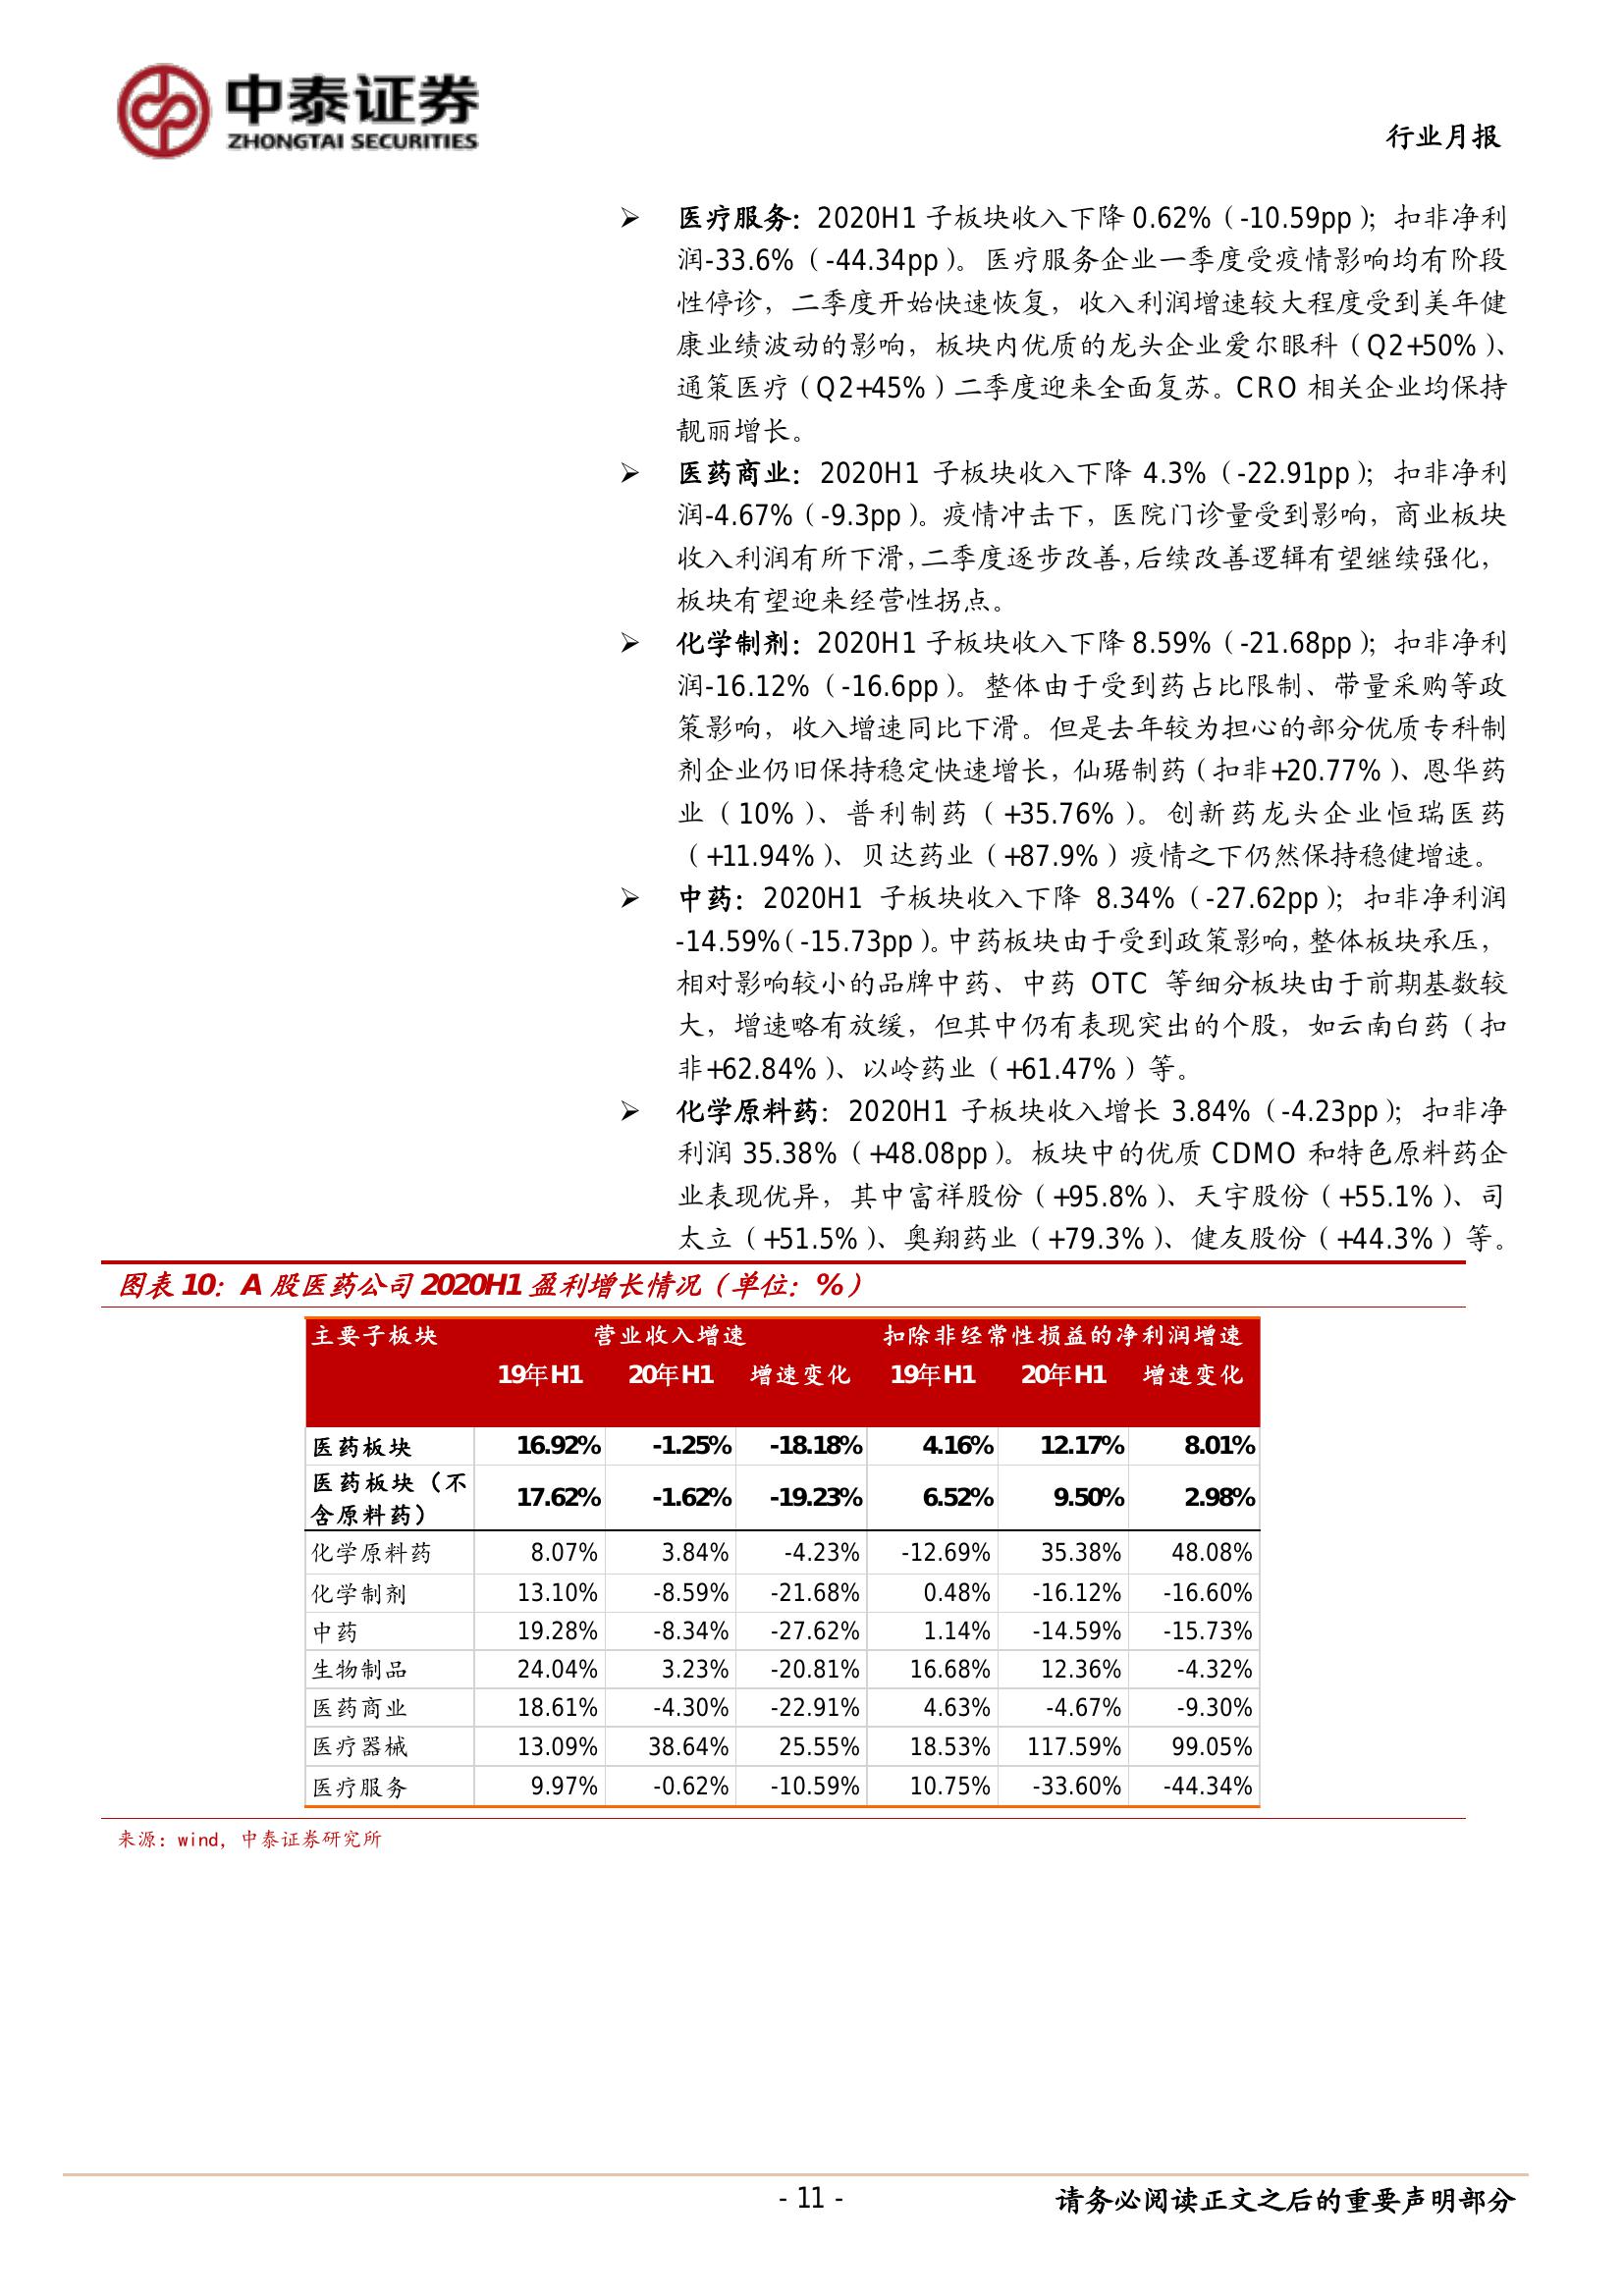 中泰证券
ZHONGTAI SECURITIES
行业月报
➢ 医疗服务：2020H1 子板块收入下降 0.62%（-10.59pp）；扣非净利
润-33.6%（-44.34pp）。医疗服务企业一季度受疫情影响均有阶段
性停诊，二季度开始快速恢复，收入利润增速较大程度受到美年健
康业绩波动的影响，板块内优质的龙头企业爱尔眼科（Q2+50%）、
通策医疗（Q2+45%）二季度迎来全面复苏。CRO 相关企业均保持
靓丽增长。
➢ 医药商业：2020H1 子板块收入下降 4.3%（-22.91pp）；扣非净利
润-4.67%（-9.3pp）。疫情冲击下，医院门诊量受到影响，商业板块
收入利润有所下滑，二季度逐步改善，后续改善逻辑有望继续强化，
板块有望迎来经营性拐点。
➢ 化学制剂：2020H1 子板块收入下降 8.59%（-21.68pp）；扣非净利
润-16.12%（-16.6pp）。整体由于受到药占比限制、带量采购等政
策影响，收入增速同比下滑。但是去年较为担心的部分优质专科制
剂企业仍旧保持稳定快速增长，仙琚制药（扣非+20.77%）、恩华药
业（10%）、普利制药（+35.76%）。创新药龙头企业恒瑞医药
（+11.94%）、贝达药业（+87.9%）疫情之下仍然保持稳健增速。
➢ 中药：2020H1 子板块收入下降 8.34%（-27.62pp）；扣非净利润
-14.59%（-15.73pp）。中药板块由于受到政策影响，整体板块承压，
相对影响较小的品牌中药、中药 OTC 等细分板块由于前期基数较
大，增速略有放缓，但其中仍有表现突出的个股，如云南白药（扣
非+62.84%）、以岭药业（+61.47%）等。
➢ 化学原料药：2020H1 子板块收入增长 3.84%（-4.23pp）；扣非净
利润 35.38%（+48.08pp）。板块中的优质 CDMO 和特色原料药企
业表现优异，其中富祥股份（+95.8%）、天宇股份（+55.1%）、司
太立（+51.5%）、奥翔药业（+79.3%）、健友股份（+44.3%）等。
图表 10：A 股医药公司 2020H1 盈利增长情况（单位：%）
主要子板块 营业收入增速 扣除非经常性损益的净利润增速
19年H1 20年H1 增速变化 19年H1 20年H1 增速变化
医药板块 16.92% -1.25% -18.18% 4.16% 12.17% 8.01%
医药板块（不
含原料药） 17.62% -1.62% -19.23% 6.52% 9.50% 2.98%
化学原料药 8.07% 3.84% -4.23% -12.69% 35.38% 48.08%
化学制剂 13.10% -8.59% -21.68% 0.48% -16.12% -16.60%
中药 19.28% -8.34% -27.62% 1.14% -14.59% -15.73%
生物制品 24.04% 3.23% -20.81% 16.68% 12.36% -4.32%
医药商业 18.61% -4.30% -22.91% 4.63% -4.67% -9.30%
医疗器械 13.09% 38.64% 25.55% 18.53% 117.59% 99.05%
医疗服务 9.97% -0.62% -10.59% 10.75% -33.60% -44.34%
来源：wind，中泰证券研究所
- 11 -
请务必阅读正文之后的重要声明部分